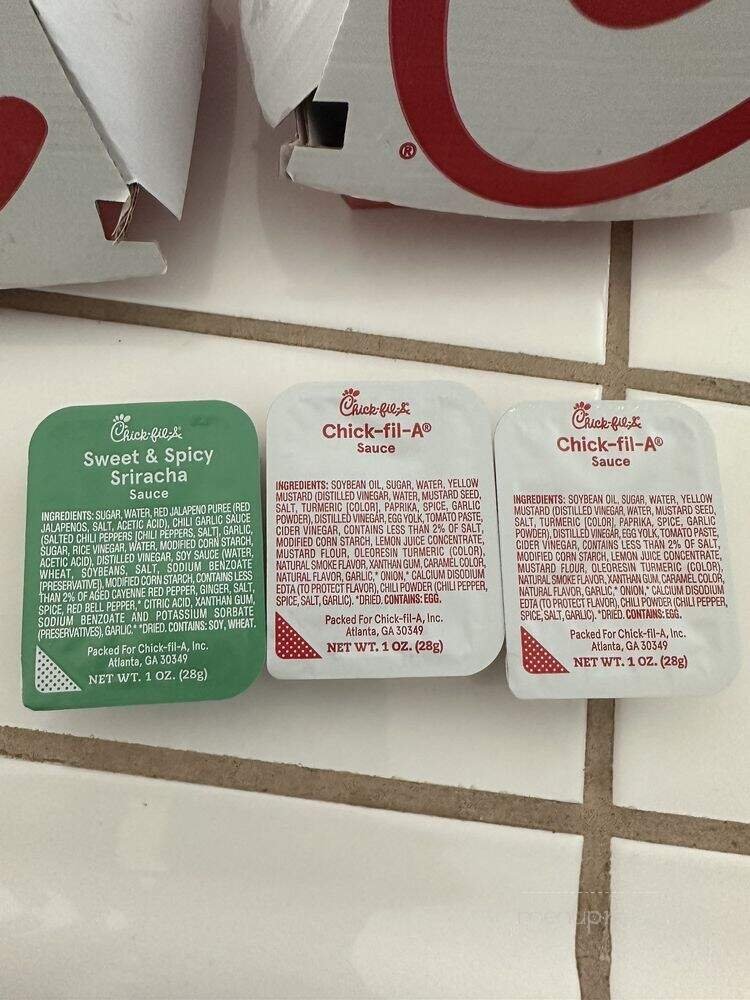 ®
Chick-fil-A
Sweet & Spicy
Sriracha
Sauce
INGREDIENTS: SUGAR, WATER, RED JALAPENO PUREE (RED
JALAPENOS, SALT, ACETIC ACID), CHILI GARLIC SAUCE
(SALTED CHILI PEPPERS [CHILI PEPPERS, SALT], GARLIC,
SUGAR, RICE VINEGAR, WATER, MODIFIED CORN STARCH,
ACETIC ACID), DISTILLED VINEGAR, SOY SAUCE (WATER,
WHEAT, SOYBEANS, SALT, SODIUM BENZOATE
(PRESERVATIVE), MODIFIED CORN STARCH, CONTAINS LESS
THAN 2% OF AGED CAYENNE RED PEPPER, GINGER, SALT,
SPICE, RED BELL PEPPER,* CITRIC ACID, XANTHAN GUM,
SODIUM BENZOATE AND POTASSIUM SORBATE
(PRESERVATIVES), GARLIC.* *DRIED. CONTAINS: SOY, WHEAT.
Packed For Chick-fil-A, Inc.
Atlanta, GA 30349
NET WT. 1 OZ. (28g)
Chick-fil-A
Chick-fil-A®
Sauce
INGREDIENTS: SOYBEAN OIL, SUGAR, WATER, YELLOW
MUSTARD (DISTILLED VINEGAR, WATER, MUSTARD SEED,
SALT, TURMERIC [COLOR], PAPRIKA, SPICE, GARLIC
POWDER), DISTILLED VINEGAR, EGG YOLK, TOMATO PASTE,
CIDER VINEGAR, CONTAINS LESS THAN 2% OF SALT,
MODIFIED CORN STARCH, LEMON JUICE CONCENTRATE,
MUSTARD FLOUR, OLEORESIN TURMERIC (COLOR),
NATURAL SMOKE FLAVOR, XANTHAN GUM, CARAMEL COLOR,
NATURAL FLAVOR, GARLIC,* ONION,* CALCIUM DISODIUM
EDTA (TO PROTECT FLAVOR), CHILI POWDER (CHILI PEPPER,
SPICE, SALT, GARLIC). *DRIED. CONTAINS: EGG.
Packed For Chick-fil-A, Inc.
Atlanta, GA 30349
NET WT. 1 OZ. (28g)
Chick-fil-A
Chick-fil-A®
Sauce
INGREDIENTS: SOYBEAN OIL, SUGAR, WATER, YELLOW
MUSTARD (DISTILLED VINEGAR, WATER, MUSTARD SEED,
SALT, TURMERIC [COLOR], PAPRIKA, SPICE, GARLIC
POWDER), DISTILLED VINEGAR, EGG YOLK, TOMATO PASTE,
CIDER VINEGAR, CONTAINS LESS THAN 2% OF SALT,
MODIFIED CORN STARCH, LEMON JUICE CONCENTRATE,
MUSTARD FLOUR, OLEORESIN TURMERIC (COLOR),
NATURAL SMOKE FLAVOR, XANTHAN GUM, CARAMEL COLOR,
NATURAL FLAVOR, GARLIC,* ONION,* CALCIUM DISODIUM
EDTA (TO PROTECT FLAVOR), CHILI POWDER (CHILI PEPPER,
SPICE, SALT, GARLIC). *DRIED. CONTAINS: EGG.
Packed For Chick-fil-A, Inc.
Atlanta, GA 30349
NET WT. 1 OZ. (28g)